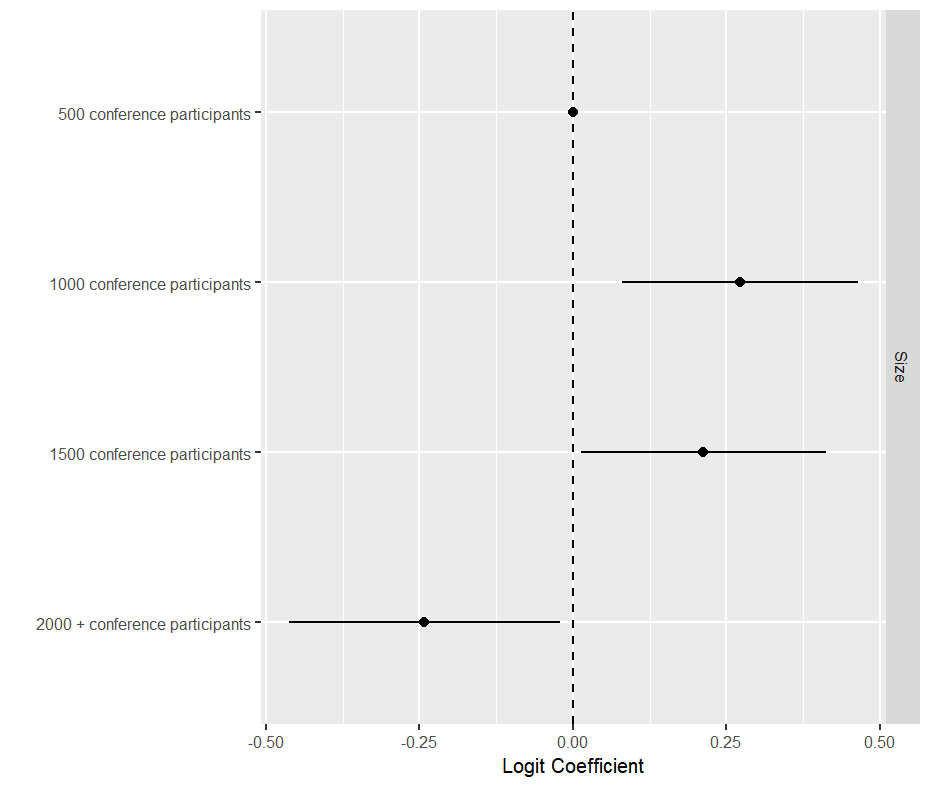 500 conference participants
1000 conference participants
1500 conference participants
2000 + conference participants
Size
-0.50 -0.25 0.00 0.25 0.50
Logit Coefficient